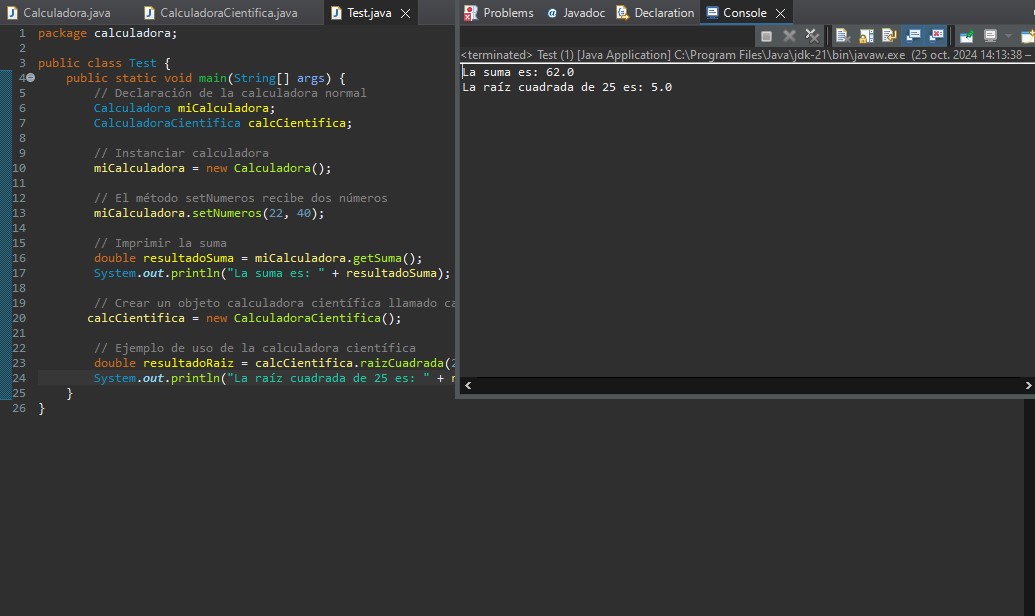 Calculadora.java
CalculadoraCientifica.java
Test.java
1 package calculadora;
2
3 public class Test {
4 public static void main(String[] args) {
5 // Declaración de la calculadora normal
6 Calculadora miCalculadora;
7 CalculadoraCientifica calcCientifica;
8
9 // Instanciar calculadora
10 miCalculadora = new Calculadora();
11
12 // El método setNumeros recibe dos números
13 miCalculadora.setNumeros(22, 40);
14
15 // Imprimir la suma
16 double resultadoSuma = miCalculadora.getSuma();
17 System.out.println("La suma es: " + resultadoSuma);
18
19 // Crear un objeto calculadora científica llamado ca
20 calcCientifica = new CalculadoraCientifica();
21
22 // Ejemplo de uso de la calculadora científica
23 double resultadoRaiz = calcCientifica.raizCuadrada(2
24 System.out.println("La raíz cuadrada de 25 es: " + r
25 }
26 }
Problems
Javadoc
Declaration
Console
<terminated> Test (1) [Java Application] C:\Program Files\Java\jdk-21\bin\javaw.exe (25 oct. 2024 14:13:38 –
La suma es: 62.0
La raíz cuadrada de 25 es: 5.0